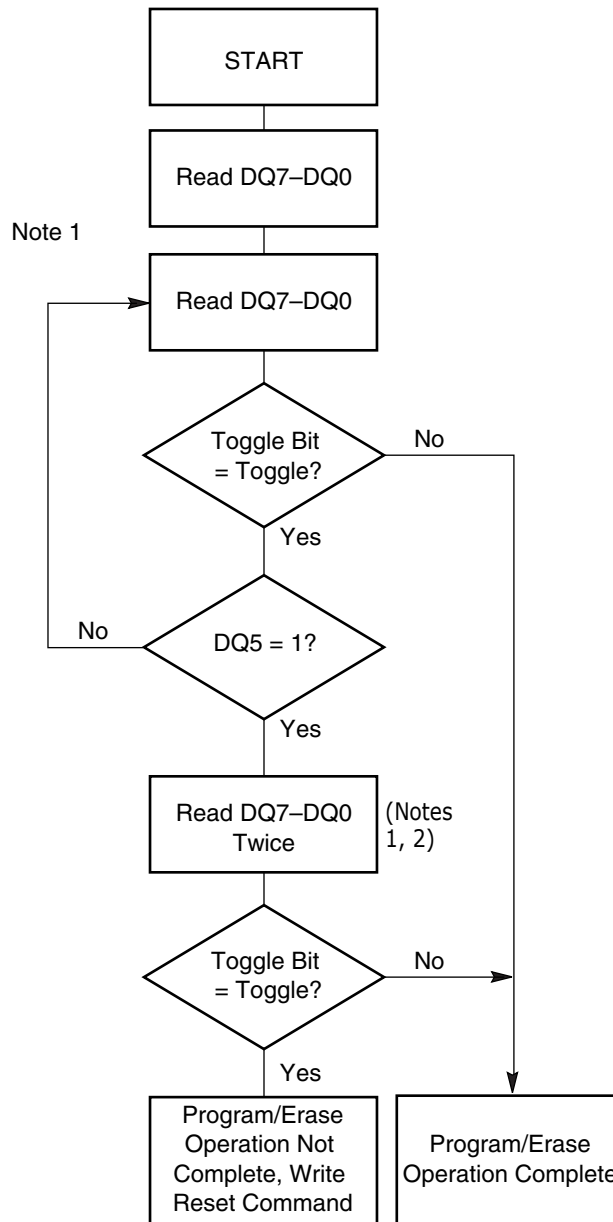 START
Read DQ7–DQ0
Note 1
Read DQ7–DQ0
Toggle Bit
= Toggle?
No
Yes
DQ5 = 1?
No
Yes
Read DQ7–DQ0
Twice
(Notes
1, 2)
Toggle Bit
= Toggle?
No
Yes
Program/Erase
Operation Not
Complete, Write
Reset Command
Program/Erase
Operation Complete